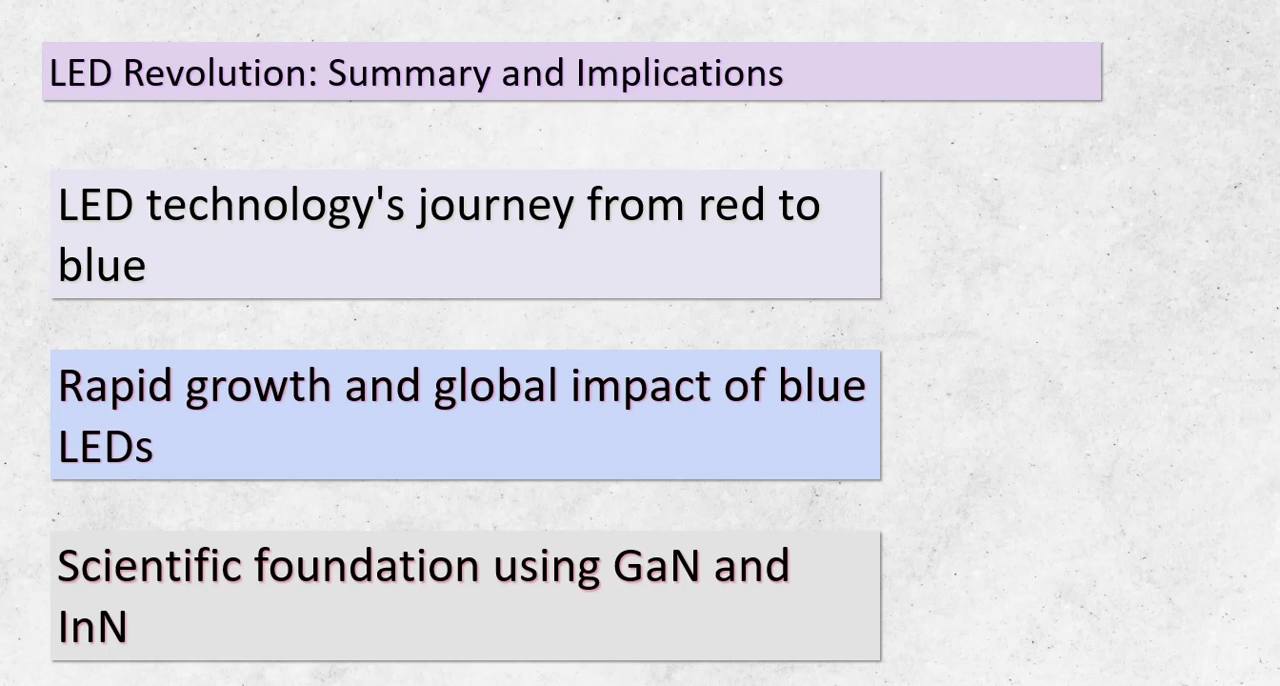 LED Revolution: Summary and Implications
LED technology's journey from red to
blue
Rapid growth and global impact of blue
LEDs
Scientific foundation using GaN and
InN